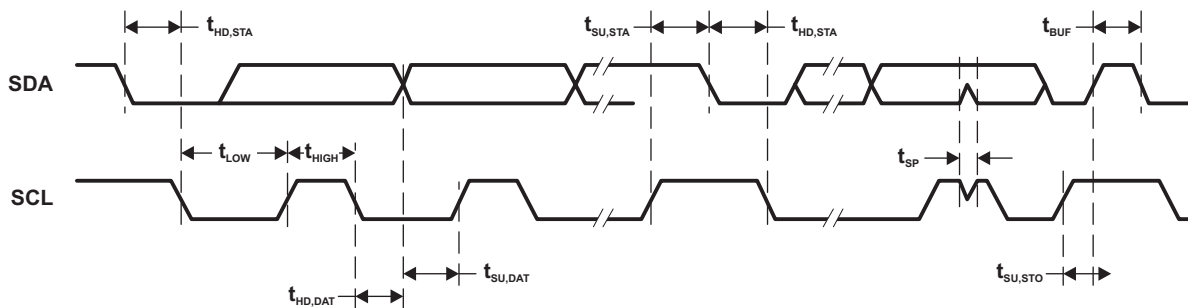 tHD,STA
tSU,STA
tHD,STA
tBUF
SDA
tLOW
tHIGH
tSP
SCL
tSU,DAT
tSU,STO
tHD,DAT